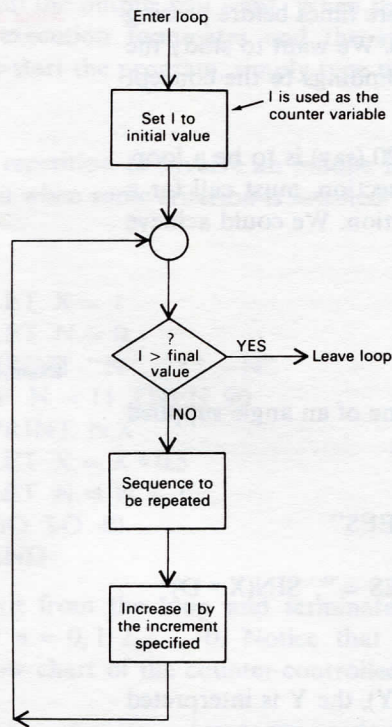 Enter loop
Set I to
initial value
I is used as the
counter variable
?
I > final
value
YES
Leave loop
NO
Sequence to
be repeated
Increase I by
the increment
specified